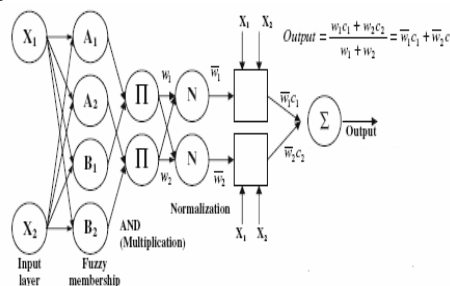 X₁ X₂
Output = w₁c₁ + w₂c₂ / w₁ + w₂ = w̅₁c₁ + w̅₂c
X₁ A₁
w₁ w̅₁
Π N
w̅₁c₁
A₂
Σ
Output
B₁
Π N
w₂ w̅₂
w̅₂c₂
X₂ B₂
AND
(Multiplication)
Normalization
X₁ X₂
Input
layer
Fuzzy
membership